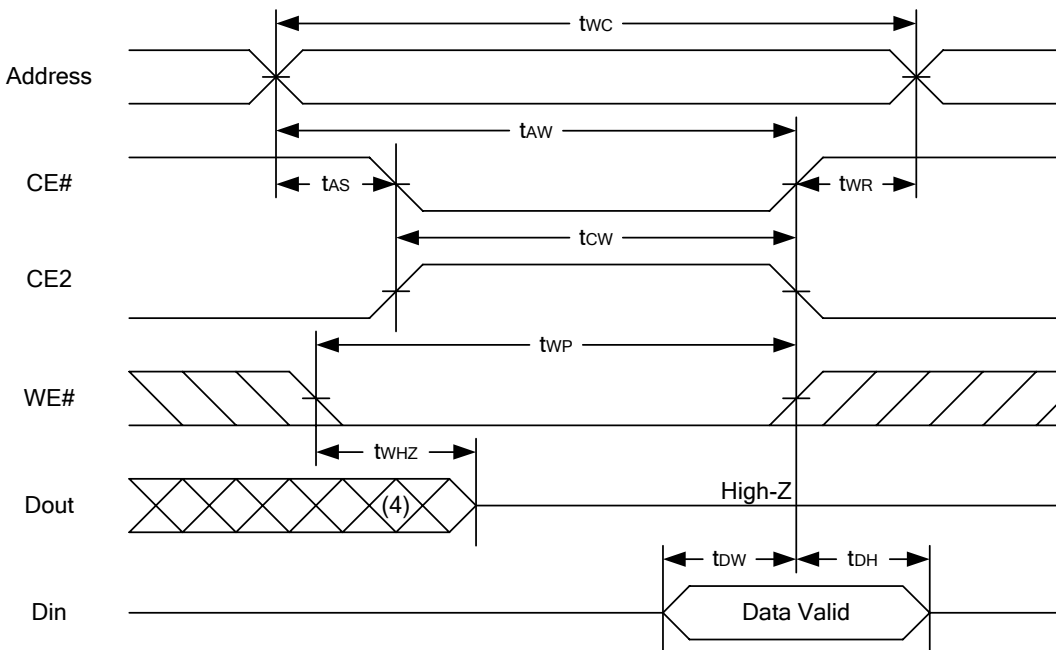 tWC
Address
tAW
CE#
tAS
tWR
tCW
CE2
tWP
WE#
tWHZ
Dout
(4)
High-Z
tDW
tDH
Din
Data Valid